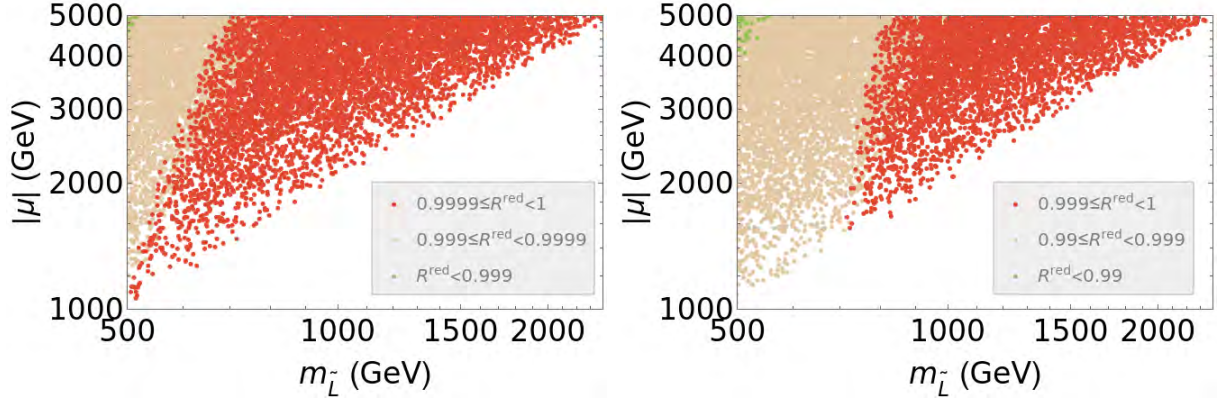 5000
4000
3000
2000
1000
|μ| (GeV)
0.9999≤R^red<1
0.999≤R^red<0.9999
R^red<0.999
500
1000
1500
2000
m_L̃ (GeV)
5000
4000
3000
2000
1000
|μ| (GeV)
0.999≤R^red<1
0.99≤R^red<0.999
R^red<0.99
500
1000
1500
2000
m_L̃ (GeV)